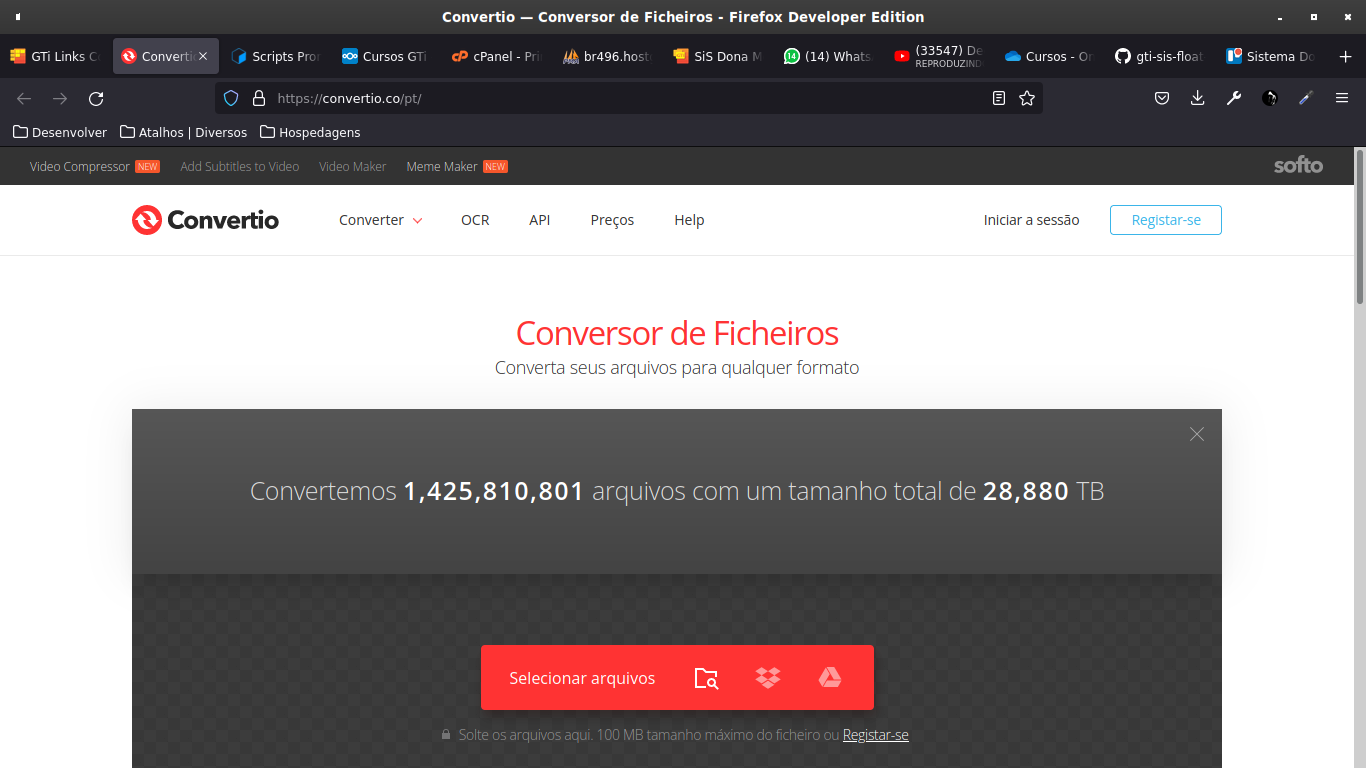 Convertio — Conversor de Ficheiros - Firefox Developer Edition
GTi Links C
Convertio
Scripts Pro
Cursos GTi
cPanel - Pri
br496.host
SiS Dona M
(14) Whats
(33547) De
REPRODUZIND
Cursos - On
gti-sis-float
Sistema Do
https://convertio.co/pt/
Desenvolver
Atalhos | Diversos
Hospedagens
Video Compressor NEW
Add Subtitles to Video
Video Maker
Meme Maker NEW
softo
Convertio
Converter
OCR
API
Preços
Help
Iniciar a sessão
Registar-se
Conversor de Ficheiros
Converta seus arquivos para qualquer formato
Convertemos 1,425,810,801 arquivos com um tamanho total de 28,880 TB
Selecionar arquivos
Solte os arquivos aqui. 100 MB tamanho máximo do ficheiro ou Registar-se